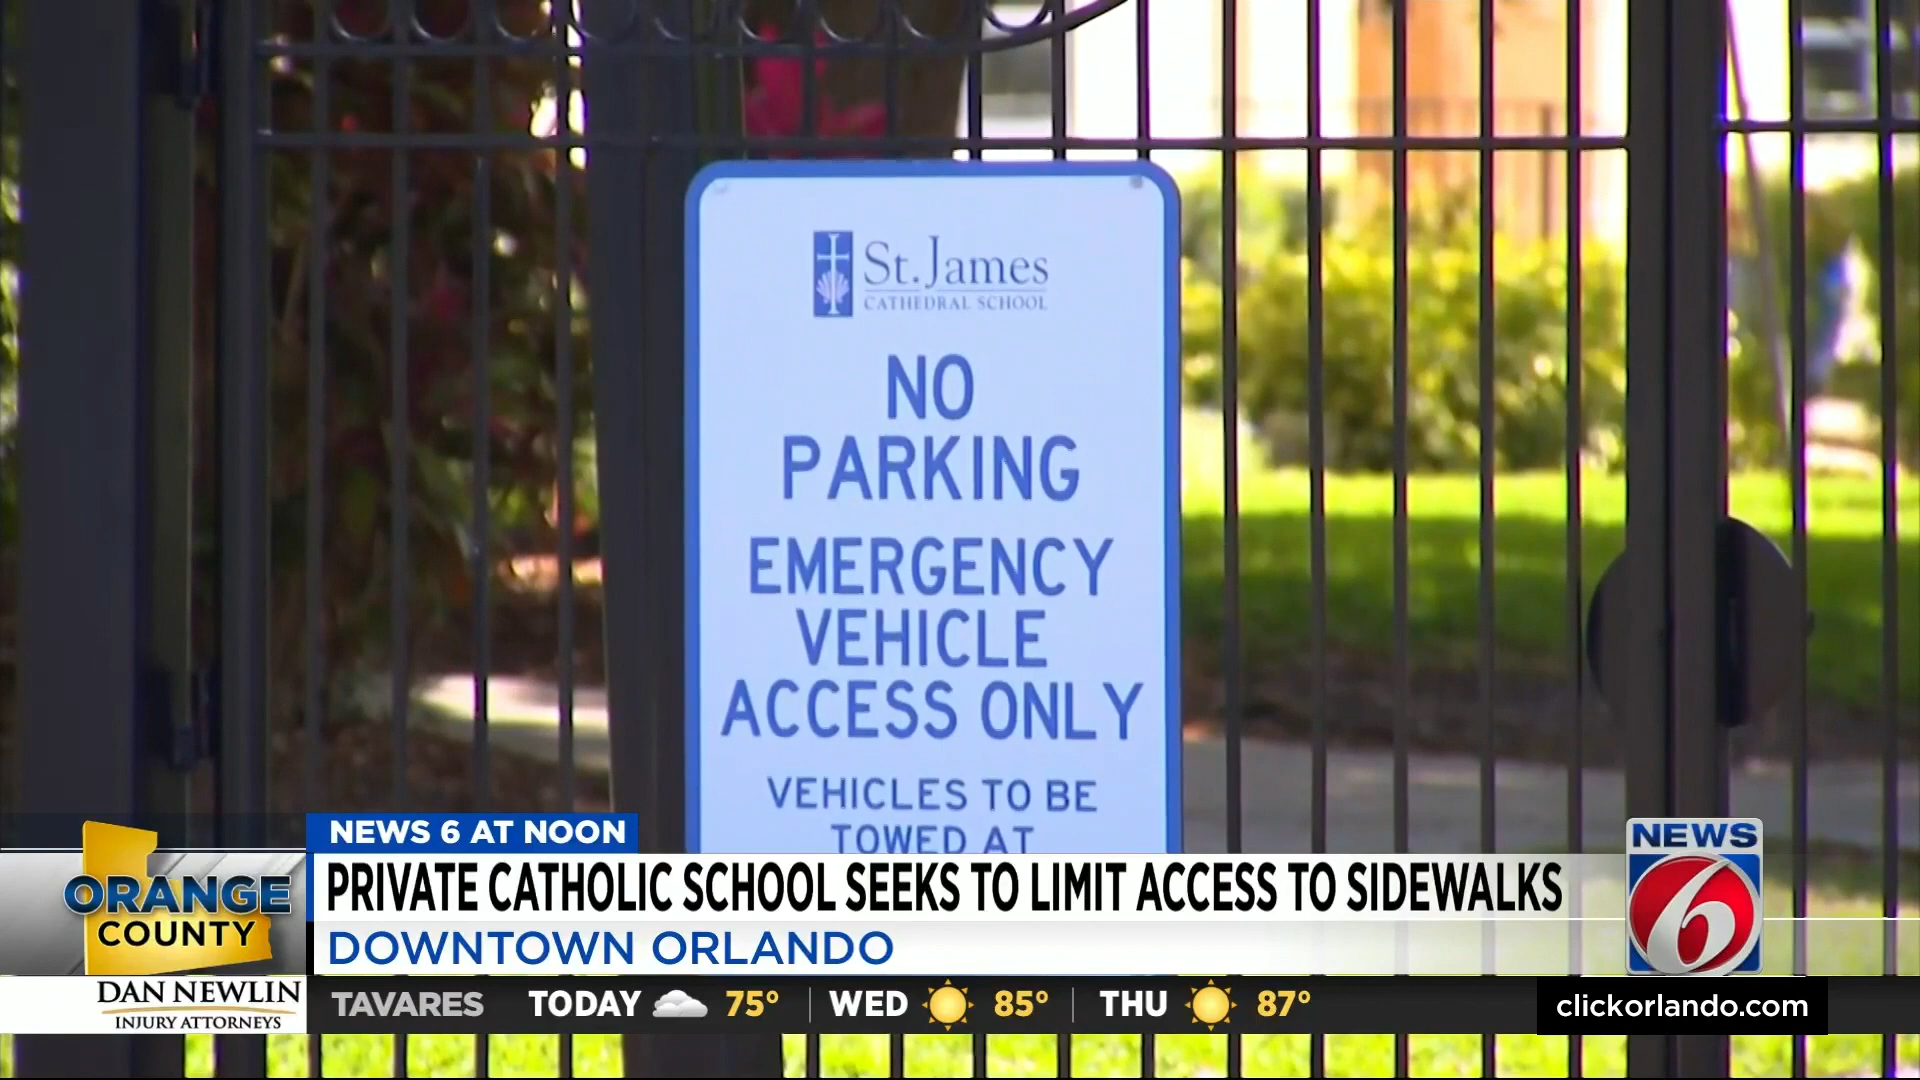 St. James
CATHEDRAL SCHOOL
NO
PARKING
EMERGENCY
VEHICLE
ACCESS ONLY
VEHICLES TO BE
TOWED AT
NEWS 6 AT NOON
PRIVATE CATHOLIC SCHOOL SEEKS TO LIMIT ACCESS TO SIDEWALKS
DOWNTOWN ORLANDO
ORANGE
COUNTY
NEWS
6
DAN NEWLIN
INJURY ATTORNEYS
TAVARES TODAY 75° WED 85° THU 87°
clickorlando.com